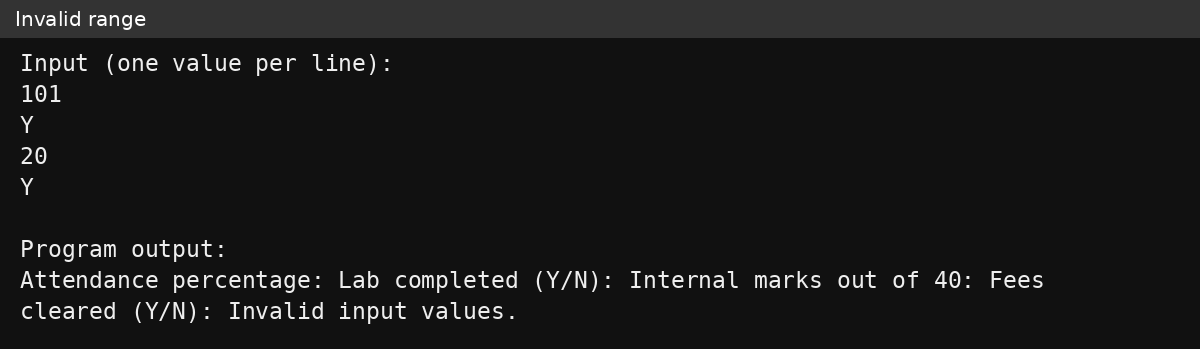 Invalid range
Input (one value per line):
101
Y
20
Y
Program output:
Attendance percentage: Lab completed (Y/N): Internal marks out of 40: Fees
cleared (Y/N): Invalid input values.